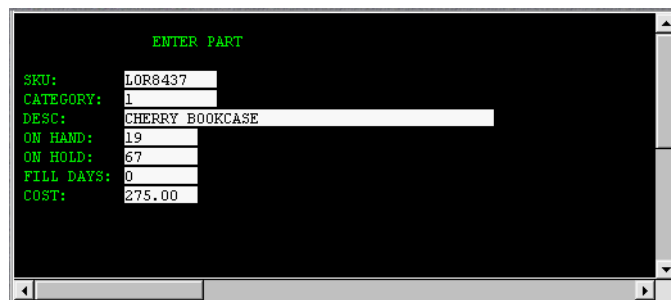 ENTER PART
SKU: LOR8437
CATEGORY: 1
DESC: CHERRY BOOKCASE
ON HAND: 19
ON HOLD: 67
FILL DAYS: 0
COST: 275.00